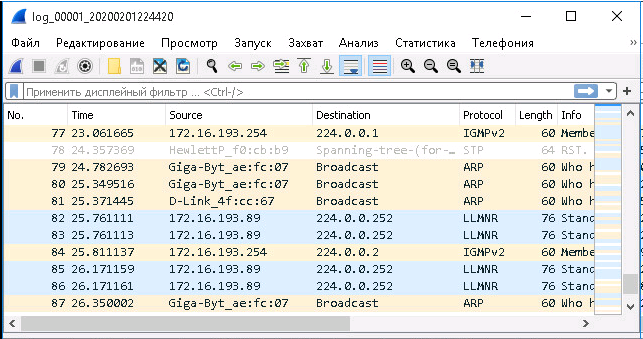 log_00001_20200201224420
Файл Редактирование Просмотр Запуск Захват Анализ Статистика Телефония
Применить дисплейный фильтр ... <Ctrl-/>
No. Time Source Destination Protocol Length Info
77 23.061665 172.16.193.254 224.0.0.1 IGMPv2 60 Membe
78 24.357369 HewlettP_f0:cb:b9 Spanning-tree-(for-… STP 64 RST.
79 24.782693 Giga-Byt_ae:fc:07 Broadcast ARP 60 Who h
80 25.349516 Giga-Byt_ae:fc:07 Broadcast ARP 60 Who h
81 25.371445 D-Link_4f:cc:67 Broadcast ARP 60 Who h
82 25.761111 172.16.193.89 224.0.0.252 LLMNR 76 Stand
83 25.761113 172.16.193.89 224.0.0.252 LLMNR 76 Stand
84 25.811137 172.16.193.254 224.0.0.2 IGMPv2 60 Membe
85 26.171159 172.16.193.89 224.0.0.252 LLMNR 76 Stand
86 26.171161 172.16.193.89 224.0.0.252 LLMNR 76 Stand
87 26.350002 Giga-Byt_ae:fc:07 Broadcast ARP 60 Who h